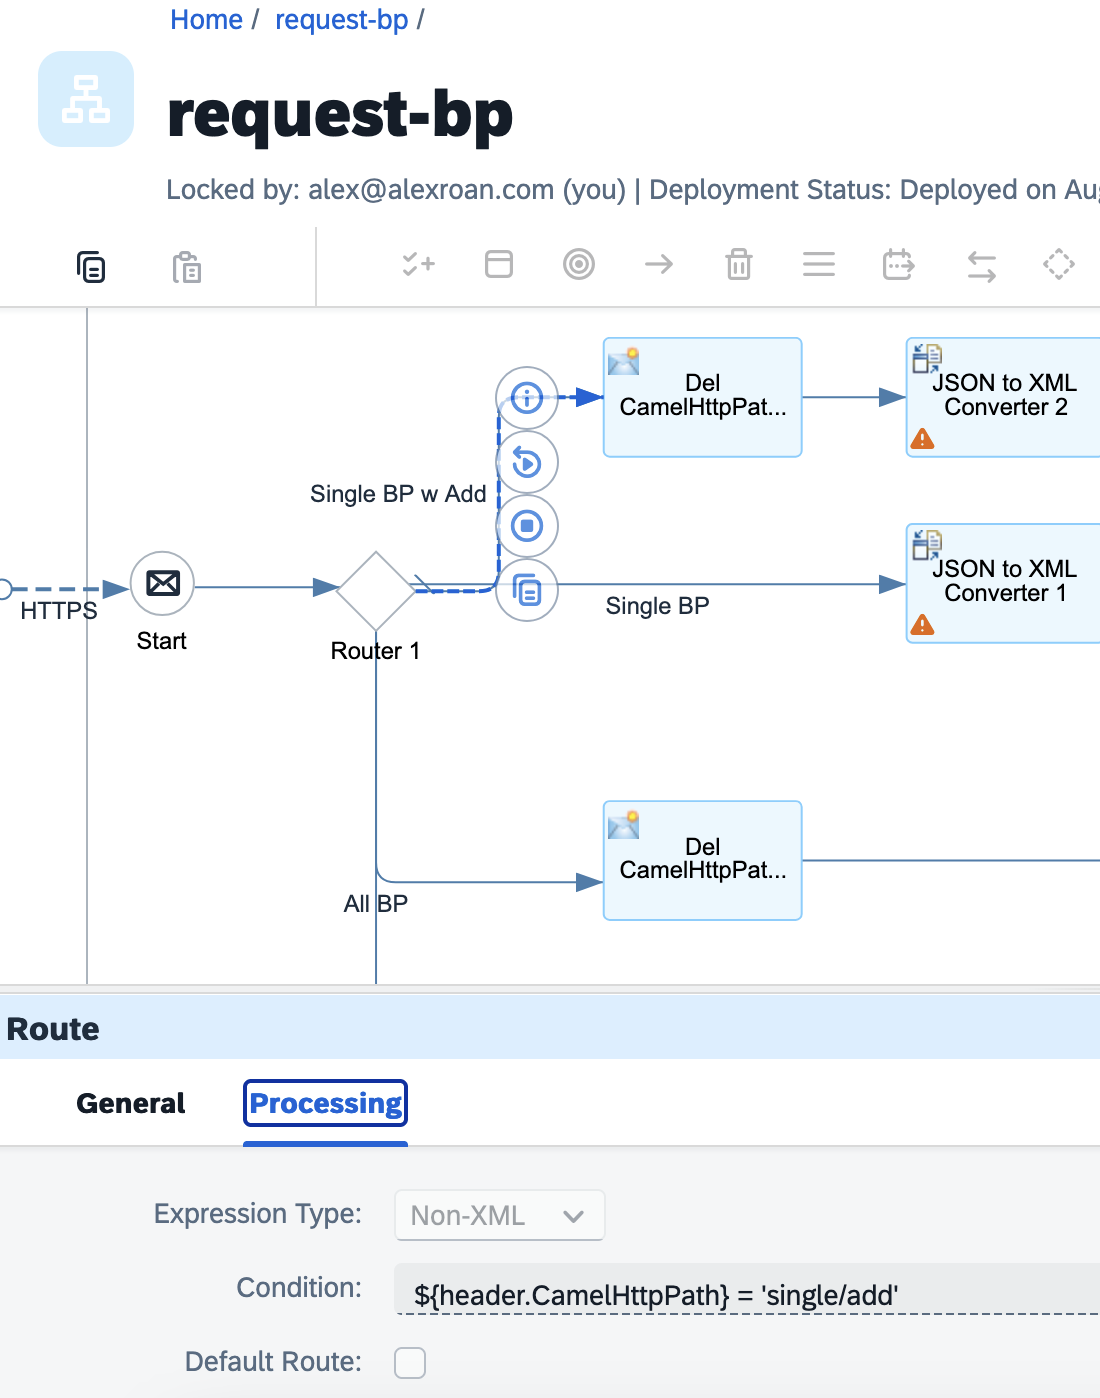 Home / request-bp /
request-bp
Locked by: alex@alexroan.com (you) | Deployment Status: Deployed on Aug
Del
CamelHttpPat...
JSON to XML
Converter 2
Single BP w Add
JSON to XML
Converter 1
HTTPS
Single BP
Start
Router 1
Del
CamelHttpPat...
All BP
Route
General
Processing
Expression Type:
Non-XML
Condition:
${header.CamelHttpPath} = 'single/add'
Default Route: